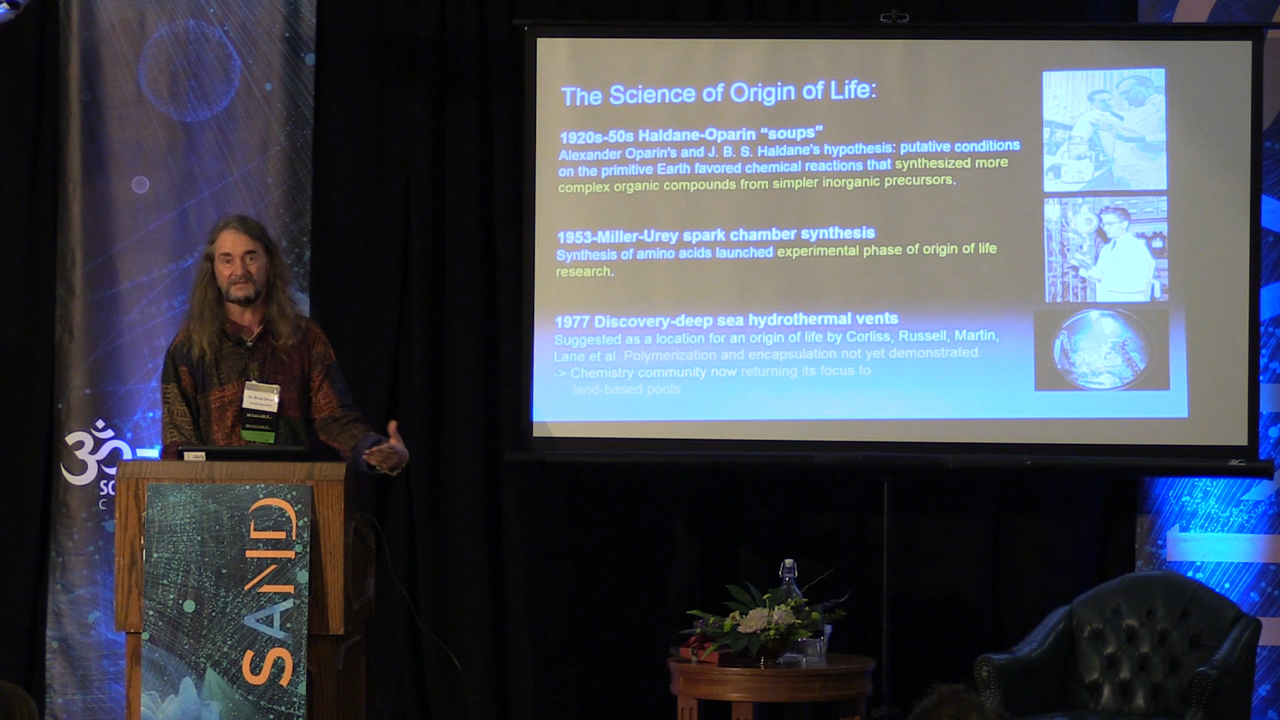 The Science of Origin of Life:
1920s-50s Haldane-Oparin “soups”
Alexander Oparin's and J. B. S. Haldane's hypothesis: putative conditions
on the primitive Earth favored chemical reactions that synthesized more
complex organic compounds from simpler inorganic precursors.
1953-Miller-Urey spark chamber synthesis
Synthesis of amino acids launched experimental phase of origin of life
research.
1977 Discovery-deep sea hydrothermal vents
Suggested as a location for an origin of life by Corliss, Russell, Martin,
Lane et al. Polymerization and encapsulation not yet demonstrated.
-> Chemistry community now returning its focus to
land-based pools.
SAND